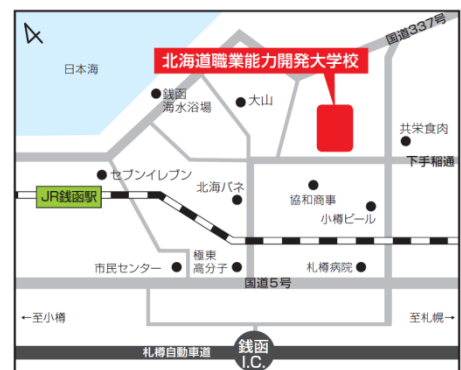 国道337号
日本海
北海道職業能力開発大学校
銭函
海水浴場
大山
共栄食肉
下手稲通
セブンイレブン
北海バネ
JR銭函駅
協和商事
小樽ビール
市民センター
極東
高分子
札樽病院
国道5号
←至小樽
至札幌→
札樽自動車道
銭函
I.C.